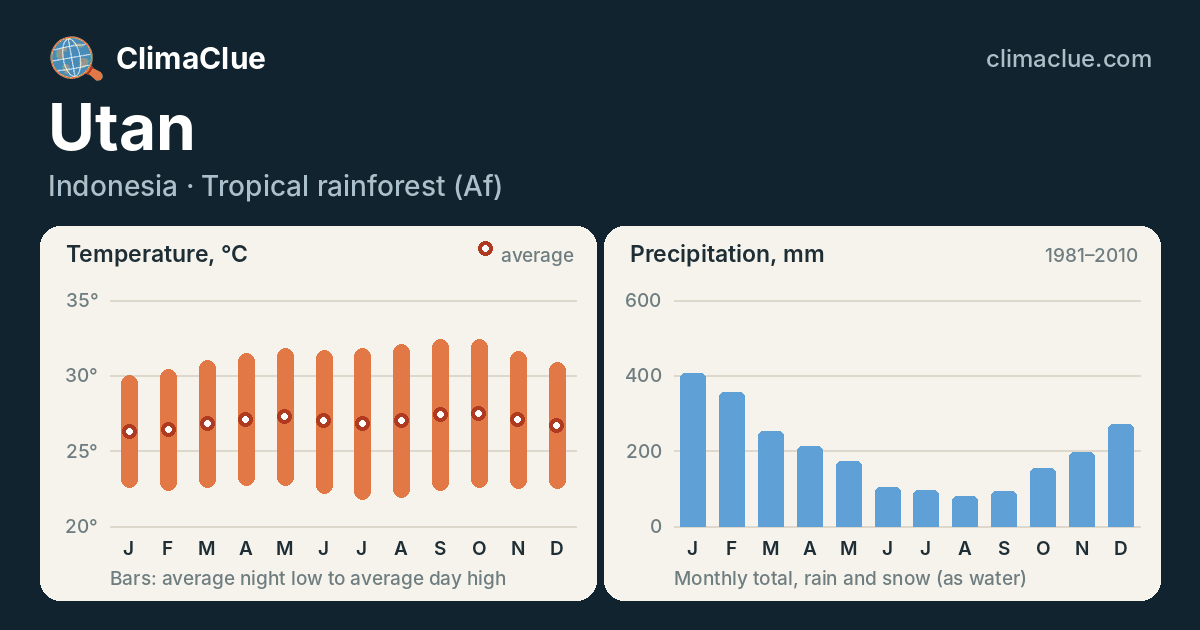 ClimaClue
climaclue.com
Utan
Indonesia · Tropical rainforest (Af)
Temperature, °C
average
35°
30°
25°
20°
J F M A M J J A S O N D
Bars: average night low to average day high
Precipitation, mm
1981–2010
600
400
200
0
J F M A M J J A S O N D
Monthly total, rain and snow (as water)